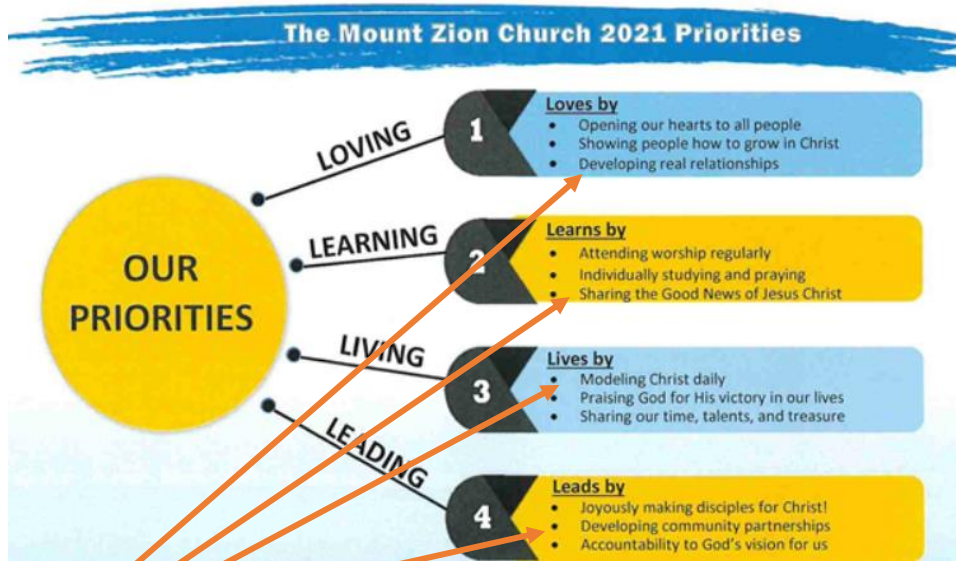 The Mount Zion Church 2021 Priorities
OUR
PRIORITIES
LOVING
1
Loves by
• Opening our hearts to all people
• Showing people how to grow in Christ
• Developing real relationships
LEARNING
2
Learns by
• Attending worship regularly
• Individually studying and praying
• Sharing the Good News of Jesus Christ
LIVING
3
Lives by
• Modeling Christ daily
• Praising God for His victory in our lives
• Sharing our time, talents, and treasure
LEADING
4
Leads by
• Joyously making disciples for Christ!
• Developing community partnerships
• Accountability to God's vision for us